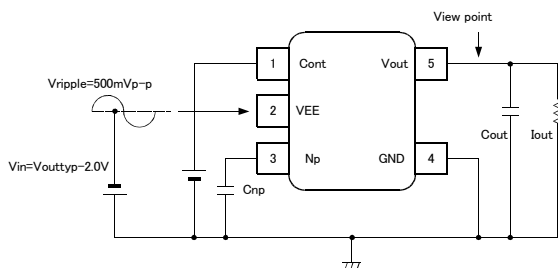 View point
1 Cont Vout 5
Vripple=500mVp-p
2 VEE
Cout Iout
3 Np GND 4
Vin=Vouttyp-2.0V
Cnp